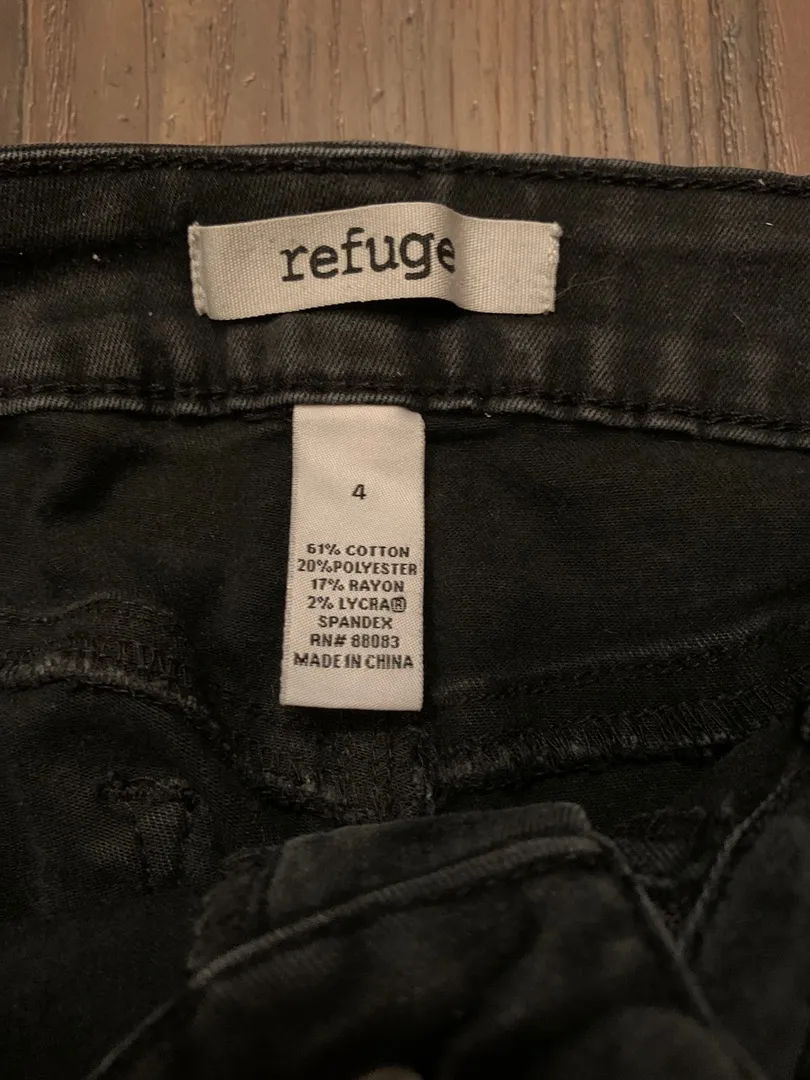 refuge
4
61% COTTON
20%POLYESTER
17% RAYON
2% LYCRA®
SPANDEX
RN# 88083
MADE IN CHINA